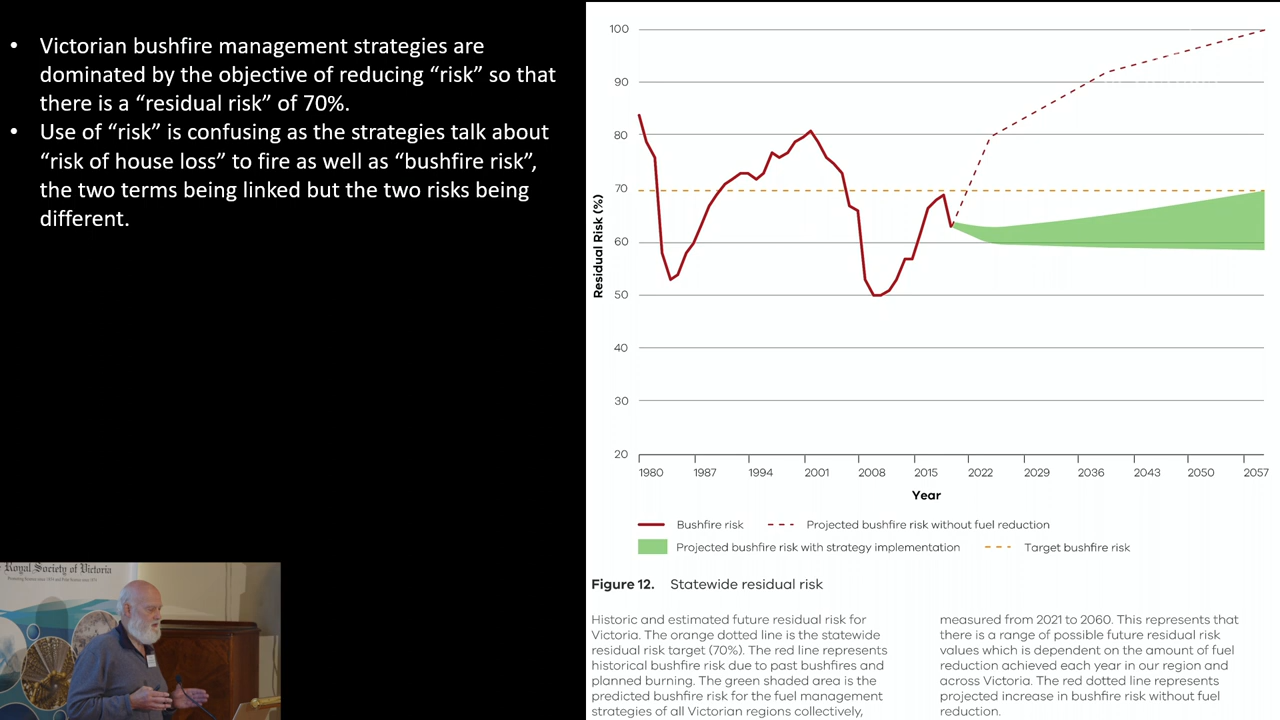 • Victorian bushfire management strategies are
dominated by the objective of reducing “risk” so that
there is a “residual risk” of 70%.
• Use of “risk” is confusing as the strategies talk about
“risk of house loss” to fire as well as “bushfire risk”,
the two terms being linked but the two risks being
different.
Royal Society of Victoria
100
90
80
70
60
50
40
30
20
Residual Risk (%)
1980 1987 1994 2001 2008 2015 2022 2029 2036 2043 2050 2057
Year
Bushfire risk
Projected bushfire risk without fuel reduction
Projected bushfire risk with strategy implementation
Target bushfire risk
Figure 12. Statewide residual risk
Historic and estimated future residual risk for
Victoria. The orange dotted line is the statewide
residual risk target (70%). The red line represents
historical bushfire risk due to past bushfires and
planned burning. The green shaded area is the
predicted bushfire risk for the fuel management
strategies of all Victorian regions collectively,
measured from 2021 to 2060. This represents that
there is a range of possible future residual risk
values which is dependent on the amount of fuel
reduction achieved each year in our region and
across Victoria. The red dotted line represents
projected increase in bushfire risk without fuel
reduction.